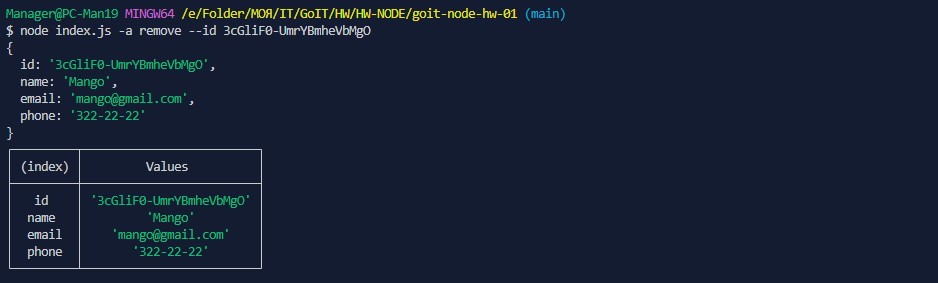 Manager@PC-Man19 MINGW64 /e/Folder/МОЯ/IT/GoIT/HW/HW-NODE/goit-node-hw-01 (main)
$ node index.js -a remove --id 3cGliF0-UmrYBmheVbMgO
{
  id: '3cGliF0-UmrYBmheVbMgO',
  name: 'Mango',
  email: 'mango@gmail.com',
  phone: '322-22-22'
}
(index) Values
id '3cGliF0-UmrYBmheVbMgO'
name 'Mango'
email 'mango@gmail.com'
phone '322-22-22'